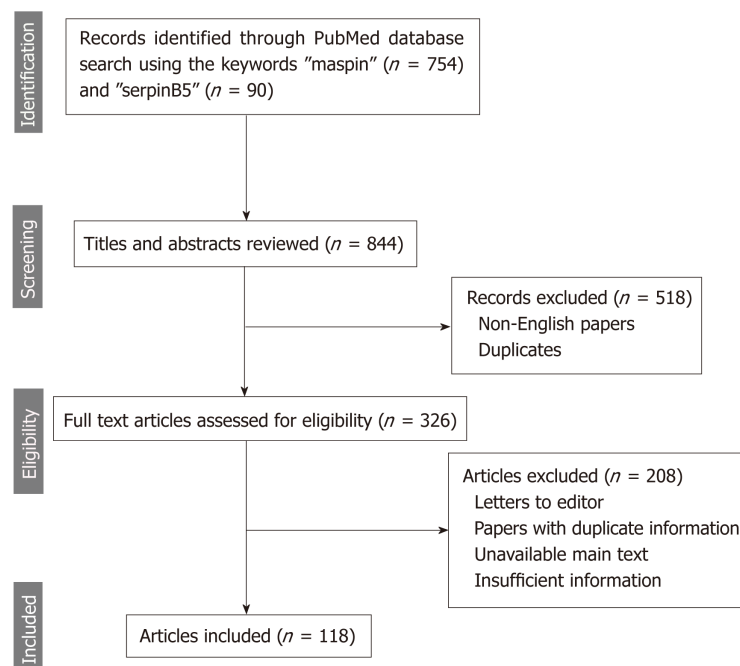 Identification
Records identified through PubMed database
search using the keywords "maspin" (n = 754)
and "serpinB5" (n = 90)
Screening
Titles and abstracts reviewed (n = 844)
Records excluded (n = 518)
Non-English papers
Duplicates
Eligibility
Full text articles assessed for eligibility (n = 326)
Articles excluded (n = 208)
Letters to editor
Papers with duplicate information
Unavailable main text
Insufficient information
Included
Articles included (n = 118)